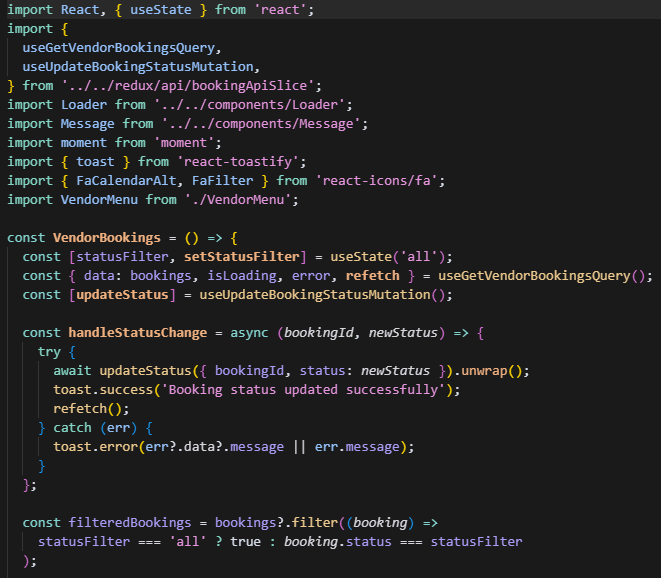 import React, { useState } from 'react';
import {
  useGetVendorBookingsQuery,
  useUpdateBookingStatusMutation,
} from '../../redux/api/bookingApiSlice';
import Loader from '../../components/Loader';
import Message from '../../components/Message';
import moment from 'moment';
import { toast } from 'react-toastify';
import { FaCalendarAlt, FaFilter } from 'react-icons/fa';
import VendorMenu from './VendorMenu';

const VendorBookings = () => {
  const [statusFilter, setStatusFilter] = useState('all');
  const { data: bookings, isLoading, error, refetch } = useGetVendorBookingsQuery();
  const [updateStatus] = useUpdateBookingStatusMutation();

  const handleStatusChange = async (bookingId, newStatus) => {
    try {
      await updateStatus({ bookingId, status: newStatus }).unwrap();
      toast.success('Booking status updated successfully');
      refetch();
    } catch (err) {
      toast.error(err?.data?.message || err.message);
    }
  };

  const filteredBookings = bookings?.filter((booking) =>
    statusFilter === 'all' ? true : booking.status === statusFilter
  );